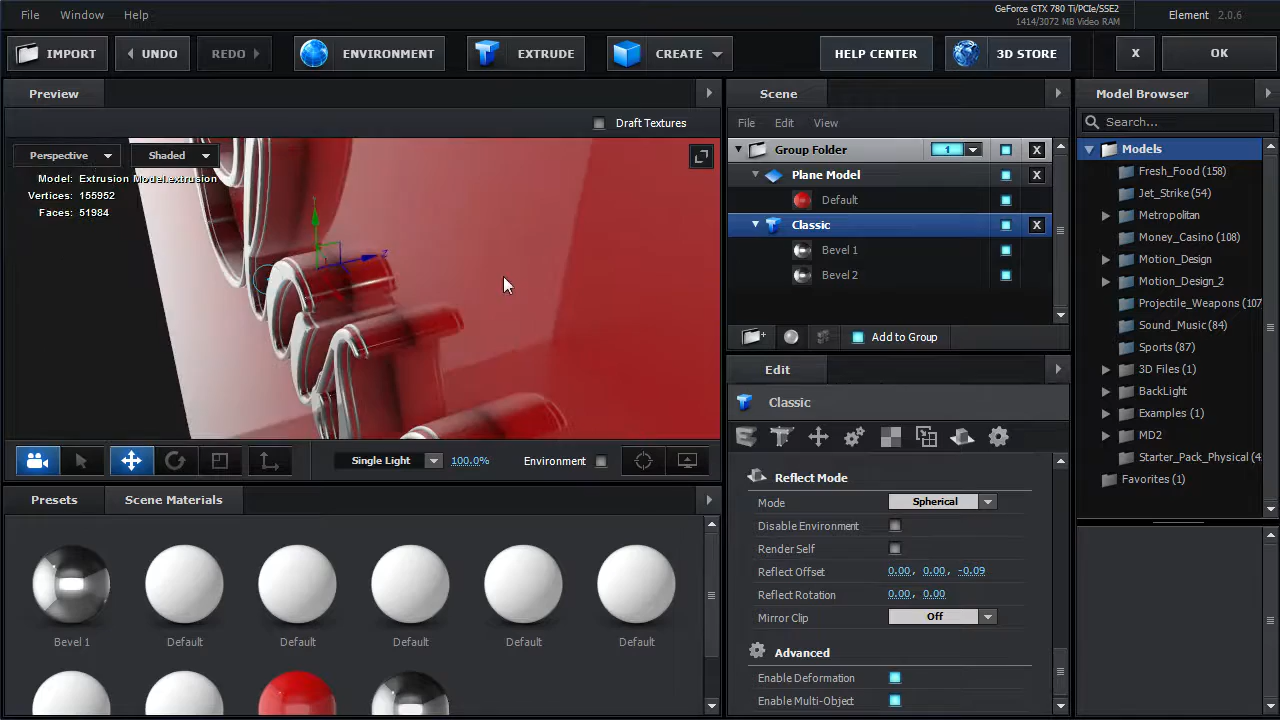 File Window Help
GeForce GTX 780 Ti/PCIe/SSE2
1414/3072 MB Video RAM
Element 2.0.6
IMPORT UNDO REDO ENVIRONMENT EXTRUDE CREATE HELP CENTER 3D STORE X OK
Preview
Draft Textures
Perspective Shaded
Model: Extrusion Model.extrusion
Vertices: 155952
Faces: 51984
Y
Z
Single Light 100.0% Environment
Presets Scene Materials
Bevel 1 Default Default Default Default Default
Scene
File Edit View
Group Folder 1 X
Plane Model X
Default
Classic X
Bevel 1
Bevel 2
Add to Group
Edit
Classic
Reflect Mode
Mode Spherical
Disable Environment
Render Self
Reflect Offset 0.00, 0.00, -0.09
Reflect Rotation 0.00, 0.00
Mirror Clip Off
Advanced
Enable Deformation
Enable Multi-Object
Model Browser
Search...
Models
Fresh_Food (158)
Jet_Strike (54)
Metropolitan
Money_Casino (108)
Motion_Design
Motion_Design_2
Projectile_Weapons (107
Sound_Music (84)
Sports (87)
3D Files (1)
BackLight
Examples (1)
MD2
Starter_Pack_Physical (4
Favorites (1)